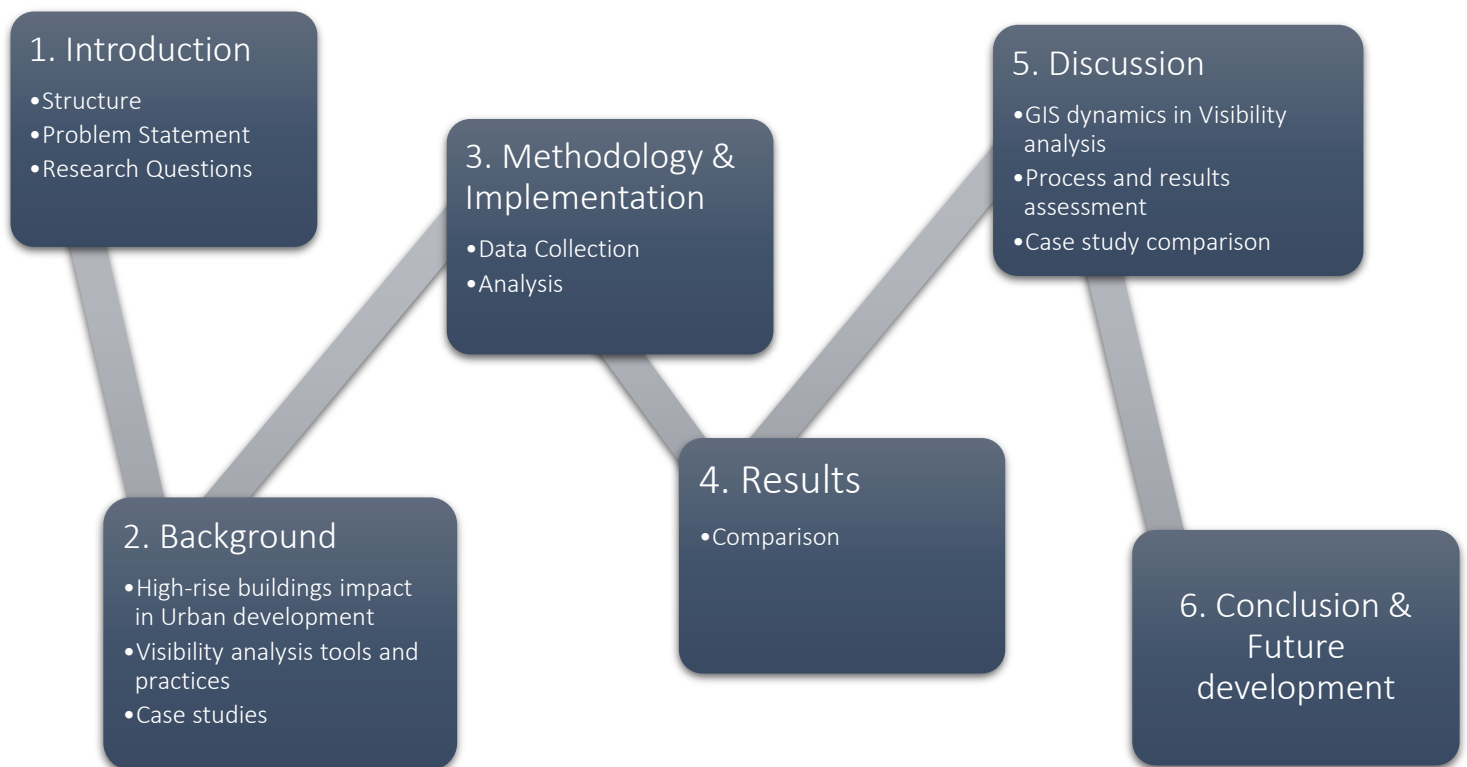 1. Introduction
•Structure
•Problem Statement
•Research Questions
2. Background
•High-rise buildings impact
in Urban development
•Visibility analysis tools and
practices
•Case studies
3. Methodology &
Implementation
•Data Collection
•Analysis
4. Results
•Comparison
5. Discussion
•GIS dynamics in Visibility
analysis
•Process and results
assessment
•Case study comparison
6. Conclusion &
Future
development